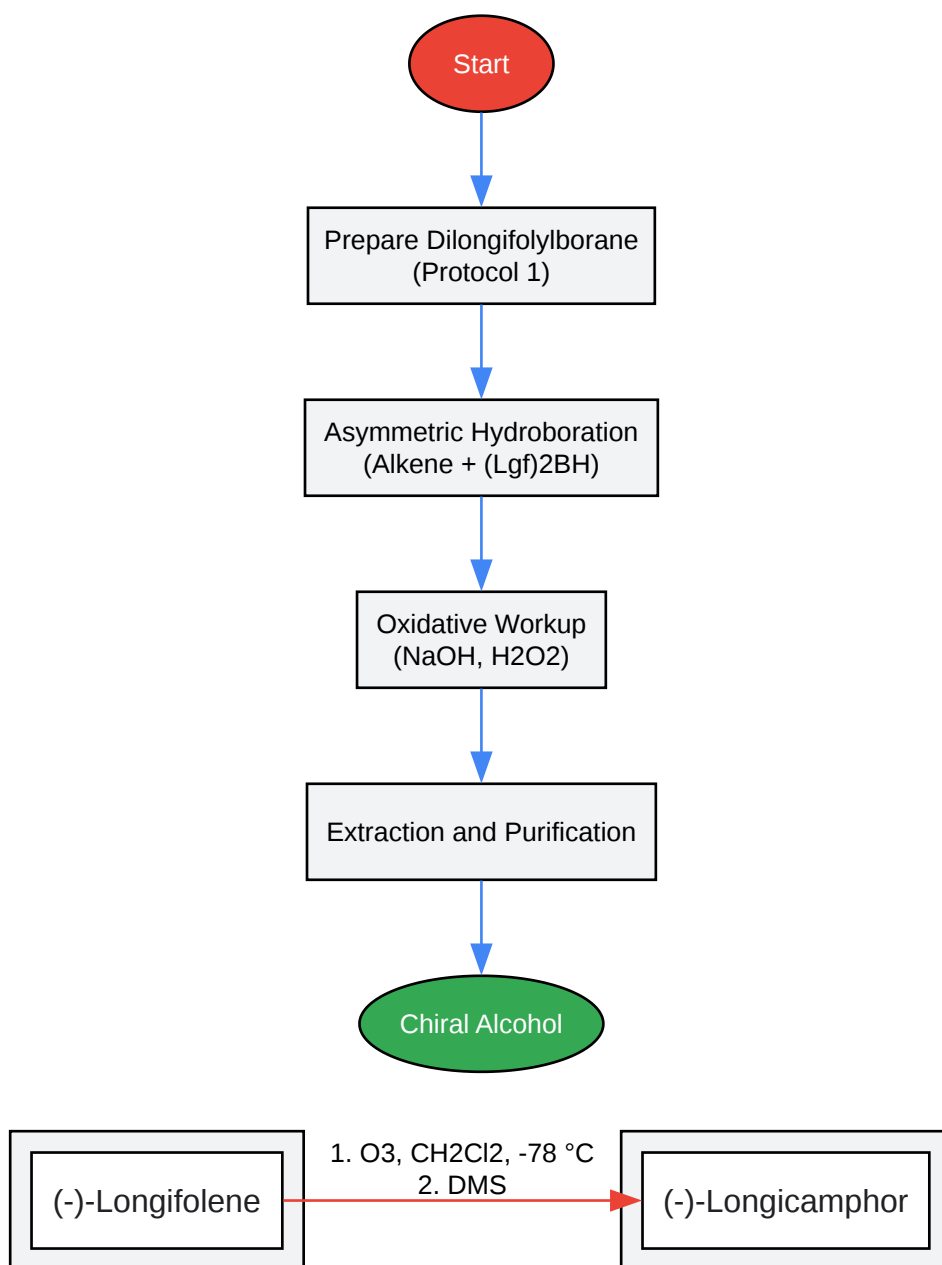 Start
Prepare Dilongifolylborane
(Protocol 1)
Asymmetric Hydroboration
(Alkene + (Lgf)2BH)
Oxidative Workup
(NaOH, H2O2)
Extraction and Purification
Chiral Alcohol
1. O3, CH2Cl2, -78 °C
2. DMS
(-)-Longifolene
(-)-Longicamphor